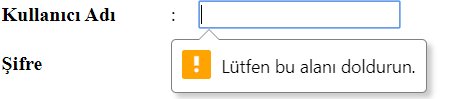 Kullanıcı Adı :
Şifre
Lütfen bu alanı doldurun.